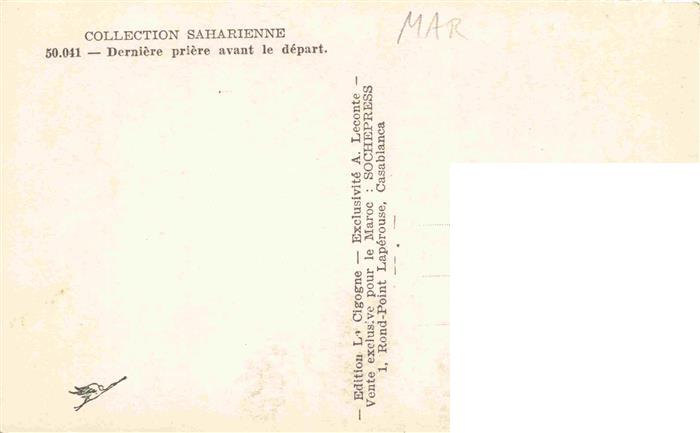 COLLECTION SAHARIENNE
50.041 — Dernière prière avant le départ.
MAR
— Edition La Cigogne — Exclusivité A. Leconte —
Vente exclusive pour le Maroc : SOCHEPRESS
1, Rond-Point Lapérouse, Casablanca